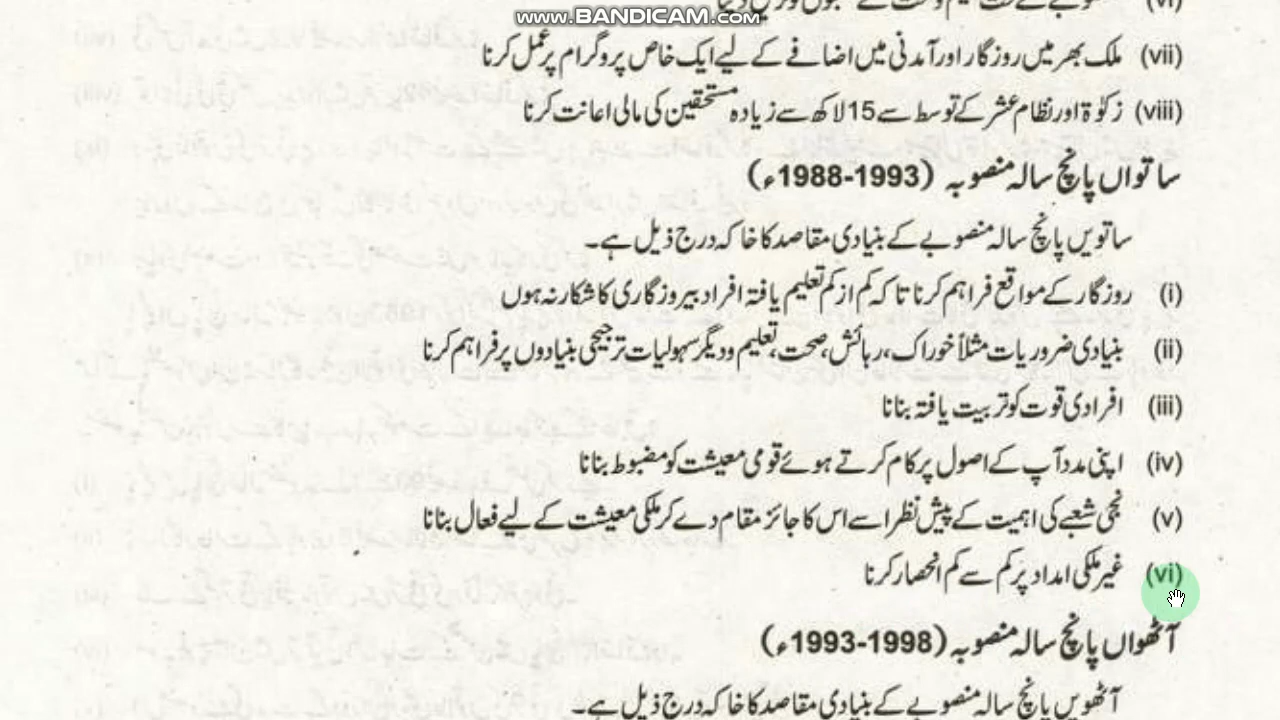 www.BANDICAM.com
(vii) ملک بھر میں روزگار اور آمدنی میں اضافے کے لیے ایک خاص پروگرام پر عمل کرنا
(viii) زکوٰۃ اور نظام عشر کے توسط سے 15 لاکھ سے زیادہ مستحقین کی مالی اعانت کرنا
ساتواں پانچ سالہ منصوبہ (1988-1993ء)
ساتویں پانچ سالہ منصوبے کے بنیادی مقاصد کا خاکہ درج ذیل ہے۔
(i) روزگار کے مواقع فراہم کرنا تاکہ کم از کم تعلیم یافتہ افراد بیروزگاری کا شکار نہ ہوں
(ii) بنیادی ضروریات مثلاً خوراک، رہائش، صحت، تعلیم و دیگر سہولیات ترجیحی بنیادوں پر فراہم کرنا
(iii) افرادی قوت کو تربیت یافتہ بنانا
(iv) اپنی مدد آپ کے اصول پر کام کرتے ہوئے قومی معیشت کو مضبوط بنانا
(v) نجی شعبے کی اہمیت کے پیش نظر اسے اس کا جائز مقام دے کر ملکی معیشت کے لیے فعال بنانا
(vi) غیر ملکی امداد پر کم سے کم انحصار کرنا
آٹھواں پانچ سالہ منصوبہ (1993-1998ء)
آٹھویں پانچ سالہ منصوبے کے بنیادی مقاصد کا خاکہ درج ذیل ہے۔